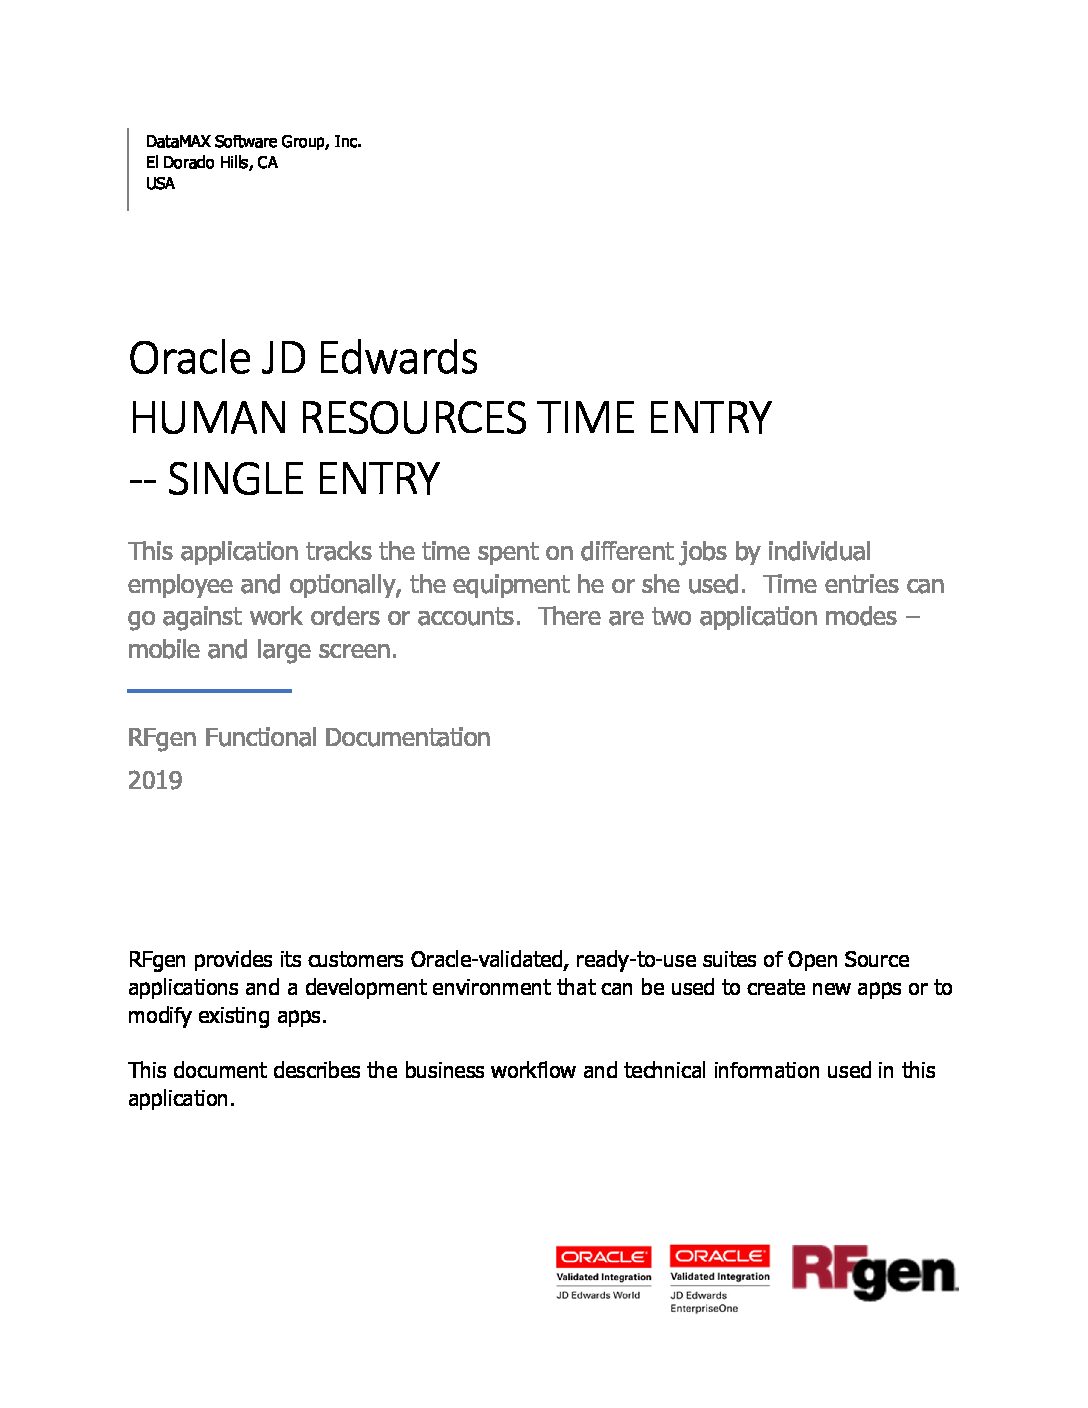 DataMAX Software Group, Inc.
El Dorado Hills, CA
USA
Oracle JD Edwards
HUMAN RESOURCES TIME ENTRY
-- SINGLE ENTRY
This application tracks the time spent on different jobs by individual
employee and optionally, the equipment he or she used.  Time entries can
go against work orders or accounts.  There are two application modes –
mobile and large screen.
RFgen Functional Documentation
2019
RFgen provides its customers Oracle-validated, ready-to-use suites of Open Source
applications and a development environment that can be used to create new apps or to
modify existing apps.
This document describes the business workflow and technical information used in this
application.
ORACLE
Validated Integration
JD Edwards World
ORACLE
Validated Integration
JD Edwards
EnterpriseOne
RFgen